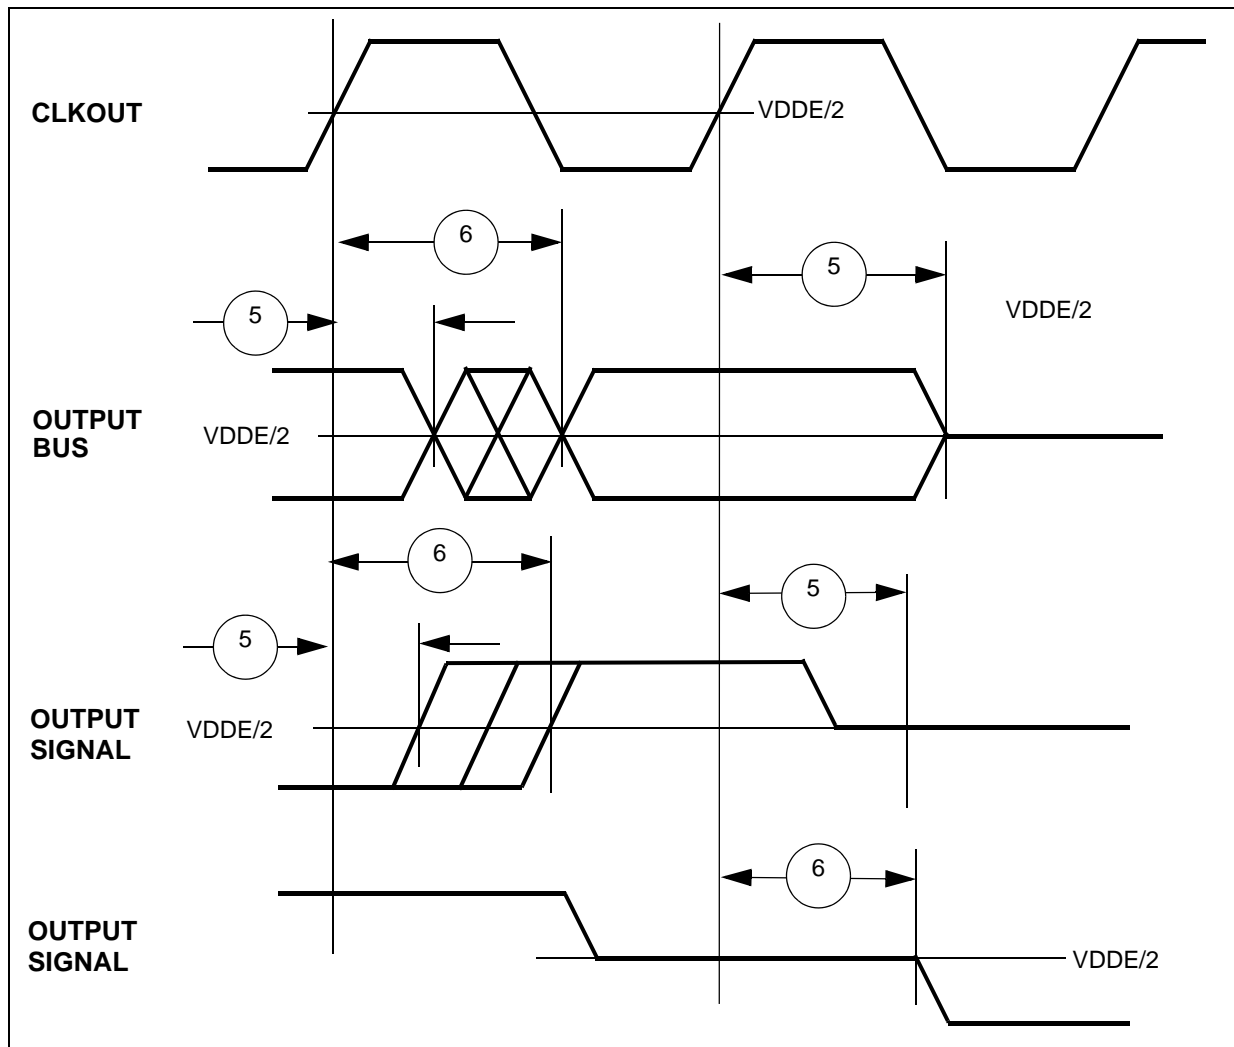 CLKOUT
VDDE/2
6
5
5
VDDE/2
OUTPUT
BUS
VDDE/2
6
5
5
OUTPUT
SIGNAL
VDDE/2
6
OUTPUT
SIGNAL
VDDE/2